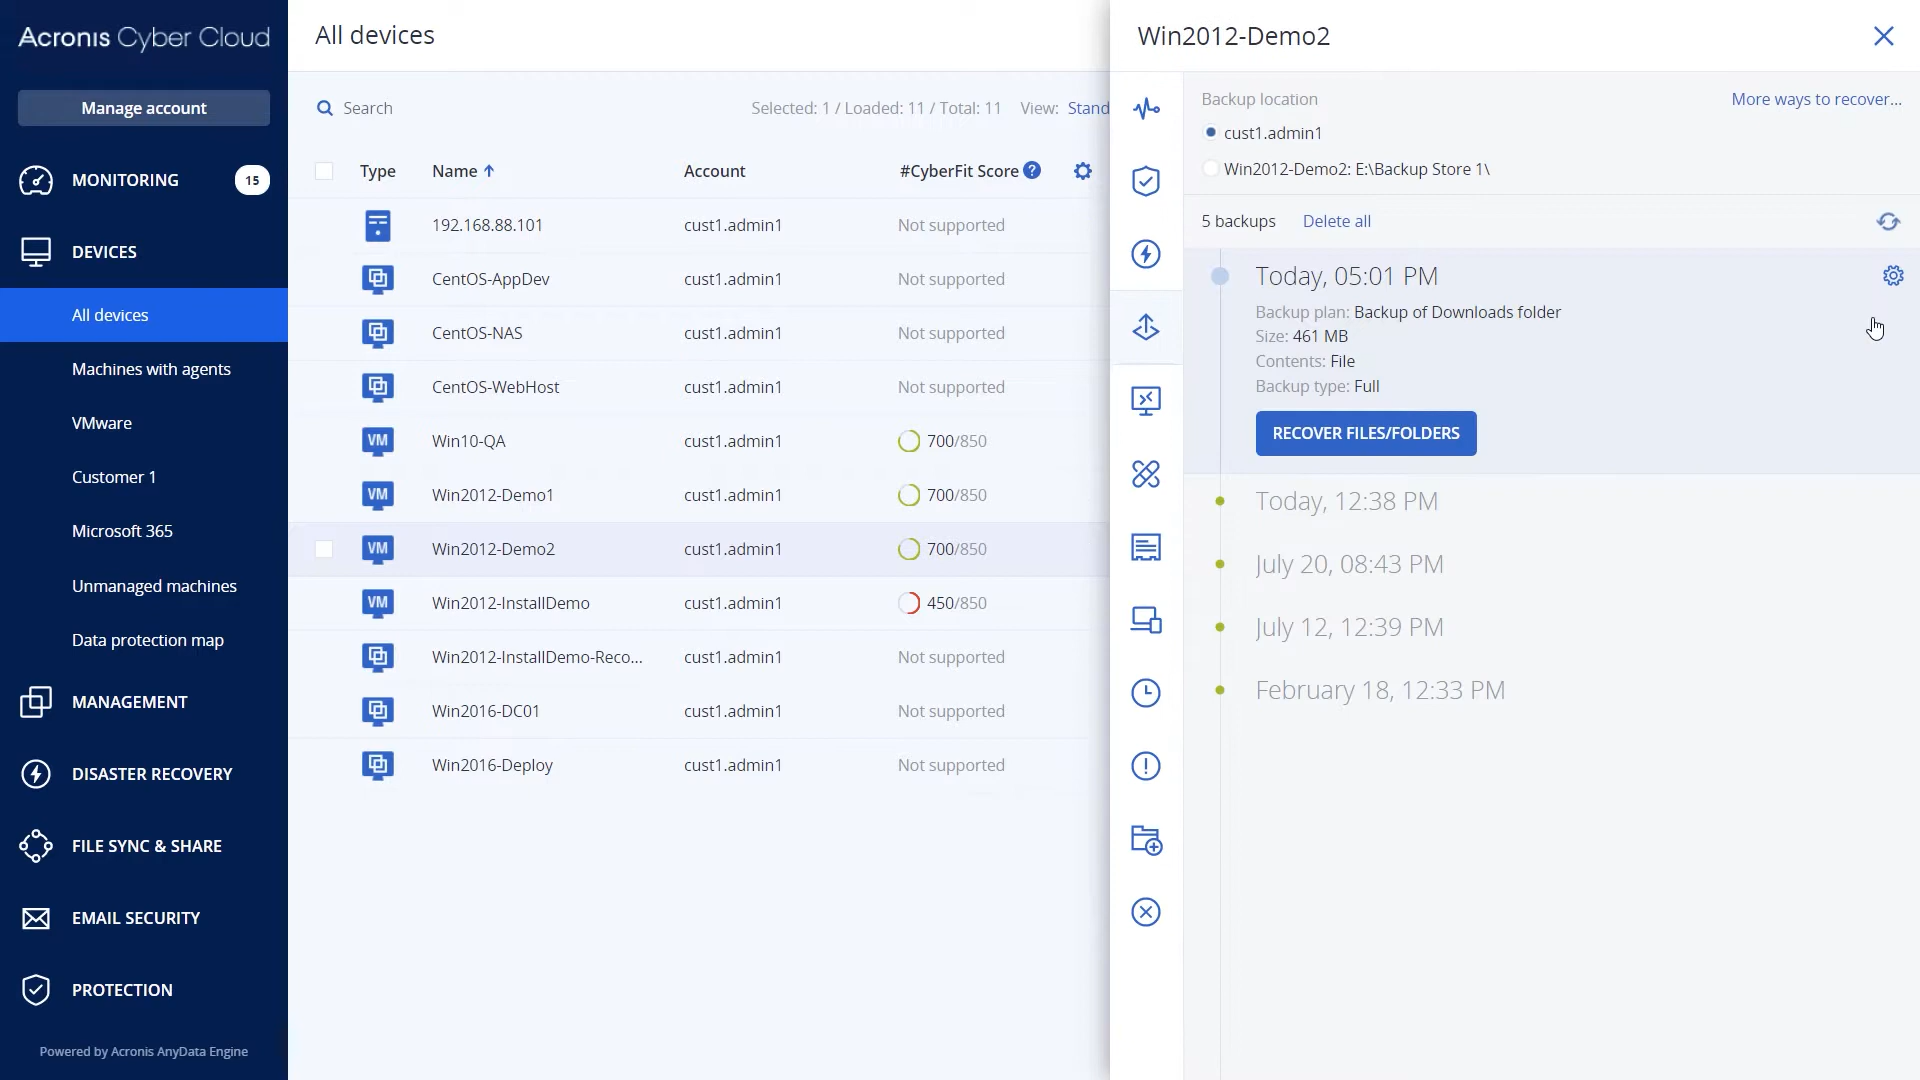 Acronis Cyber Cloud
Manage account
MONITORING 15
DEVICES
All devices
Machines with agents
VMware
Customer 1
Microsoft 365
Unmanaged machines
Data protection map
MANAGEMENT
DISASTER RECOVERY
FILE SYNC & SHARE
EMAIL SECURITY
PROTECTION
Powered by Acronis AnyData Engine
All devices
Search Selected: 1 / Loaded: 11 / Total: 11 View: Stand
Type Name Account #CyberFit Score ?
192.168.88.101 cust1.admin1 Not supported
CentOS-AppDev cust1.admin1 Not supported
CentOS-NAS cust1.admin1 Not supported
CentOS-WebHost cust1.admin1 Not supported
VM Win10-QA cust1.admin1 700/850
VM Win2012-Demo1 cust1.admin1 700/850
VM Win2012-Demo2 cust1.admin1 700/850
VM Win2012-InstallDemo cust1.admin1 450/850
Win2012-InstallDemo-Reco... cust1.admin1 Not supported
Win2016-DC01 cust1.admin1 Not supported
Win2016-Deploy cust1.admin1 Not supported
Win2012-Demo2
Backup location More ways to recover...
cust1.admin1
Win2012-Demo2: E:\Backup Store 1\
5 backups Delete all
Today, 05:01 PM
Backup plan: Backup of Downloads folder
Size: 461 MB
Contents: File
Backup type: Full
RECOVER FILES/FOLDERS
Today, 12:38 PM
July 20, 08:43 PM
July 12, 12:39 PM
February 18, 12:33 PM